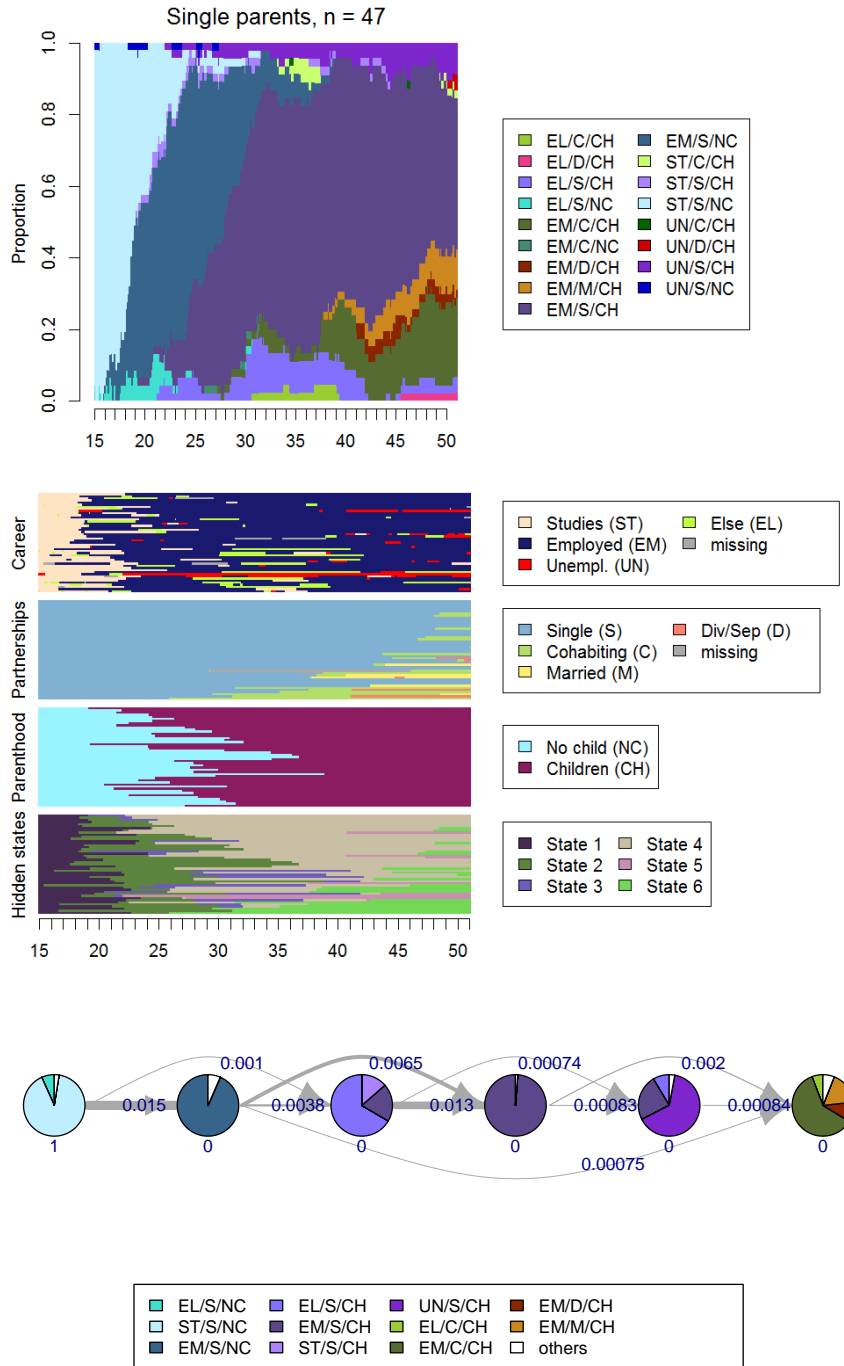 Single parents, n = 47
Proportion
1.0
0.8
0.6
0.4
0.2
0.0
15 20 25 30 35 40 45 50
EL/C/CH EM/S/NC
EL/D/CH ST/C/CH
EL/S/CH ST/S/CH
EL/S/NC ST/S/NC
EM/C/CH UN/C/CH
EM/C/NC UN/D/CH
EM/D/CH UN/S/CH
EM/M/CH UN/S/NC
EM/S/CH
Career
Studies (ST) Else (EL)
Employed (EM) missing
Unempl. (UN)
Partnerships
Single (S) Div/Sep (D)
Cohabiting (C) missing
Married (M)
Parenthood
No child (NC)
Children (CH)
Hidden states
State 1 State 4
State 2 State 5
State 3 State 6
15 20 25 30 35 40 45 50
0.001 0.0065 0.00074 0.002
0.015 0.0038 0.013 0.00083 0.00084
1 0 0 0 0 0
0.00075
EL/S/NC EL/S/CH UN/S/CH EM/D/CH
ST/S/NC EM/S/CH EL/C/CH EM/M/CH
EM/S/NC ST/S/CH EM/C/CH others